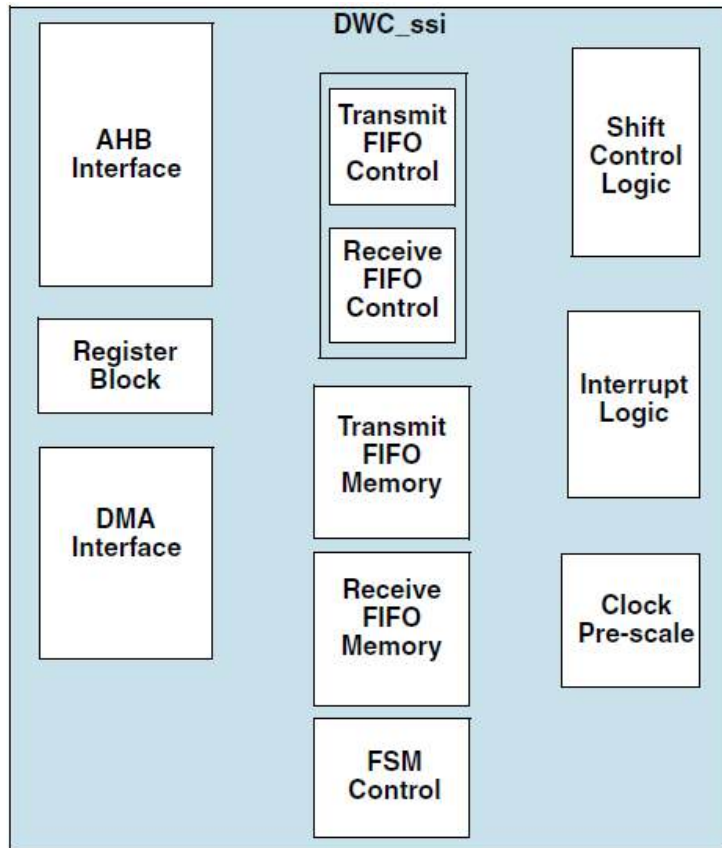 DWC_ssi
AHB
Interface
Register
Block
DMA
Interface
Transmit
FIFO
Control
Receive
FIFO
Control
Transmit
FIFO
Memory
Receive
FIFO
Memory
FSM
Control
Shift
Control
Logic
Interrupt
Logic
Clock
Pre-scale